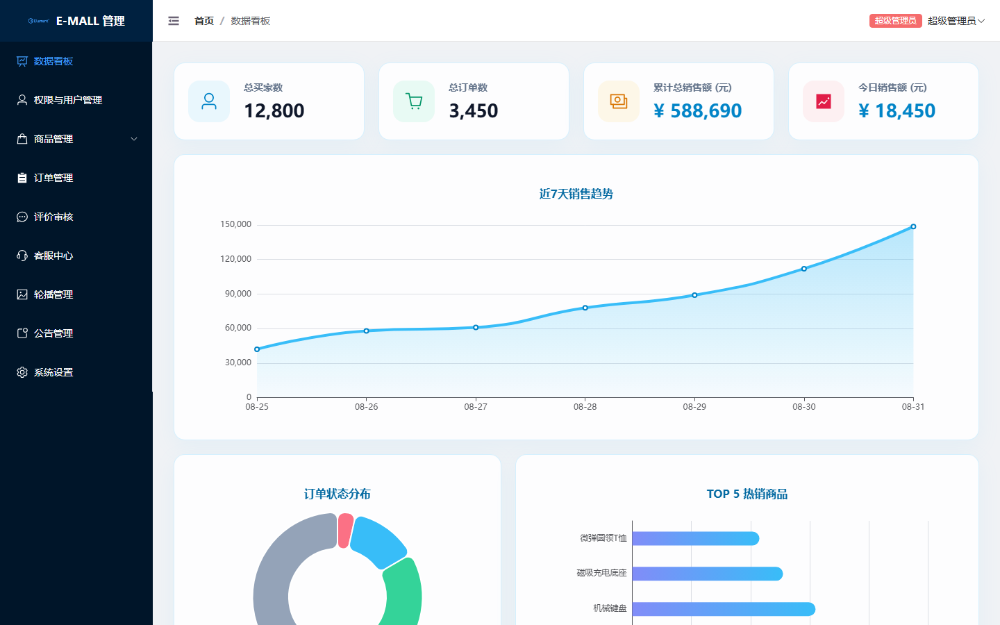 E-MALL 管理
首页 / 数据看板
超级管理员 超级管理员
数据看板
权限与用户管理
商品管理
订单管理
评价审核
客服中心
轮播管理
公告管理
系统设置
总买家数
12,800
总订单数
3,450
累计总销售额 (元)
¥ 588,690
今日销售额 (元)
¥ 18,450
近7天销售趋势
150,000
120,000
90,000
60,000
30,000
0
08-25 08-26 08-27 08-28 08-29 08-30 08-31
订单状态分布
TOP 5 热销商品
微弹圆领T恤
磁吸充电底座
机械键盘